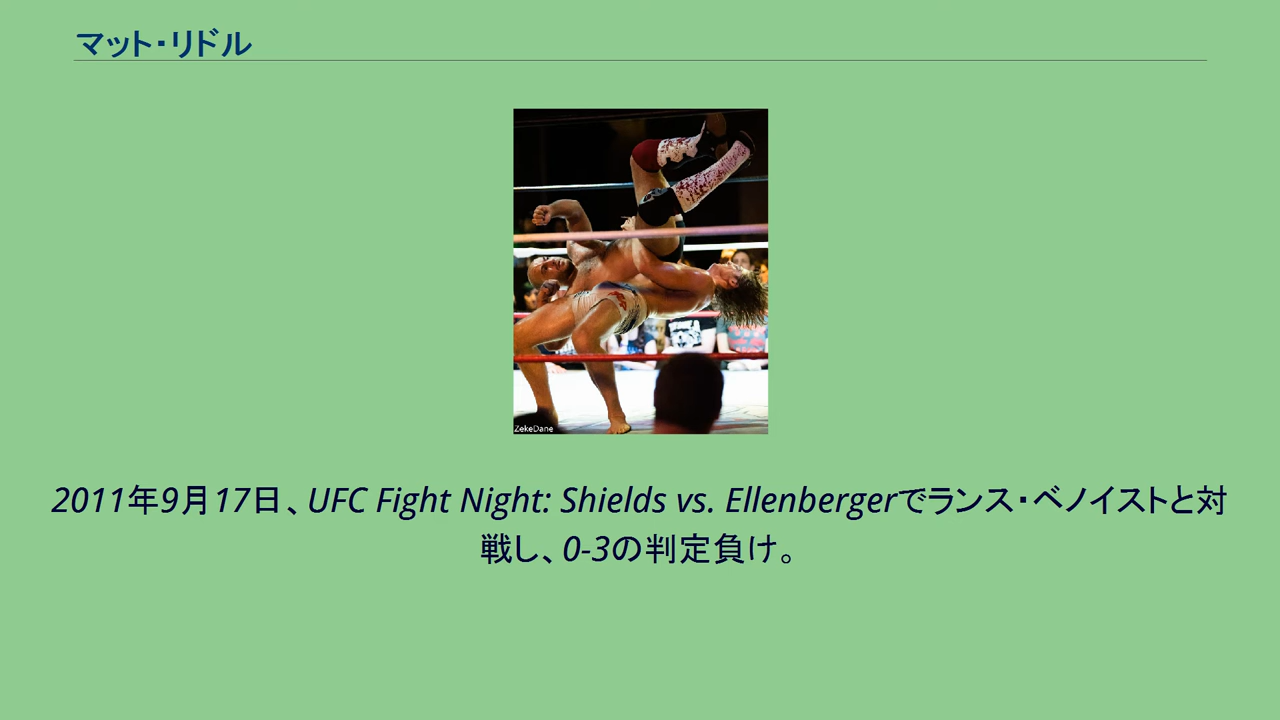 マット・リドル
ZekeDane
2011年9月17日、UFC Fight Night: Shields vs. Ellenbergerでランス・ベノイストと対
戦し、0-3の判定負け。